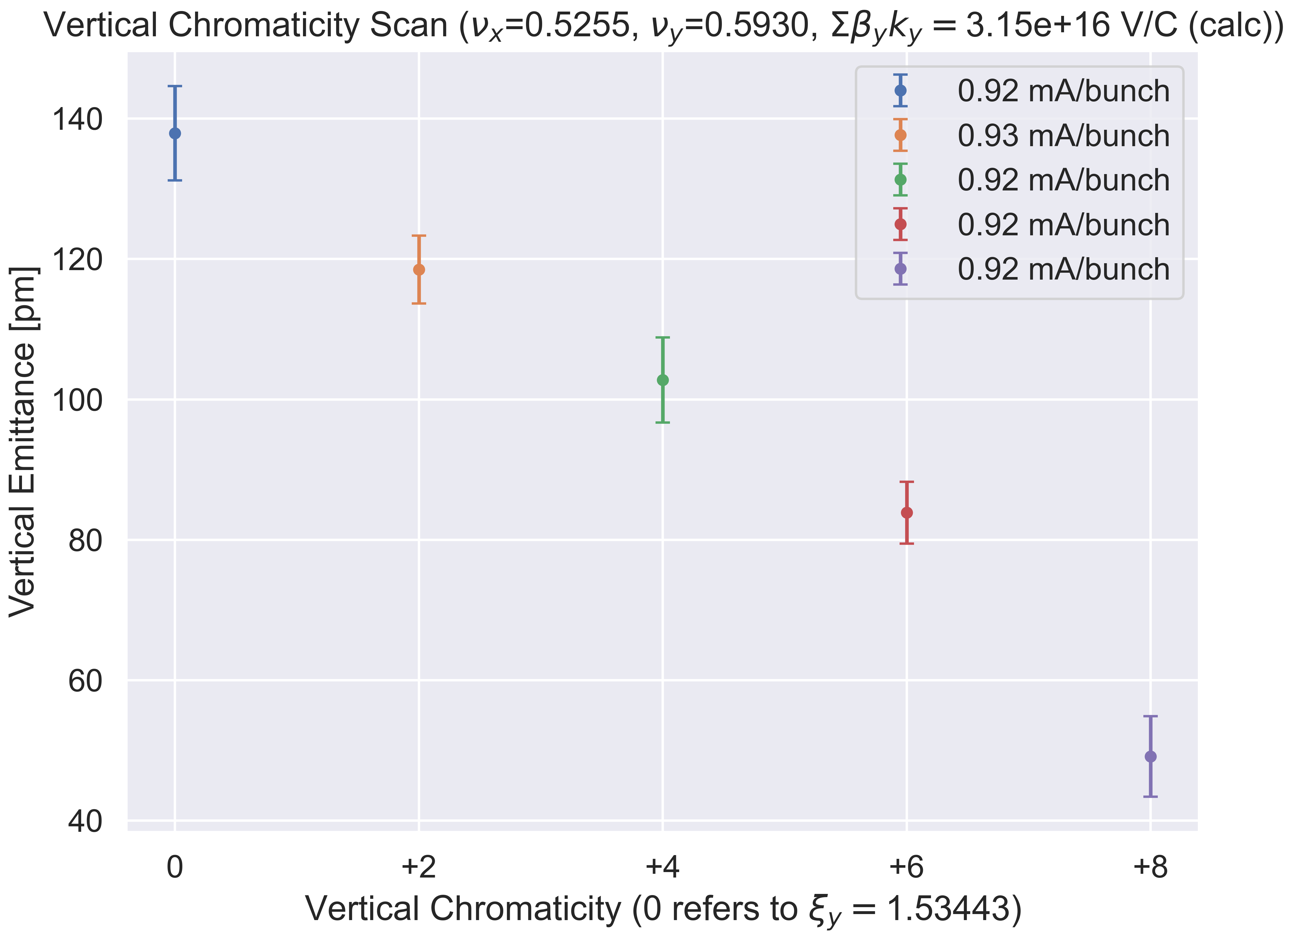 Vertical Chromaticity Scan (νx=0.5255, νy=0.5930, Σβyky = 3.15e+16 V/C (calc))
0.92 mA/bunch
0.93 mA/bunch
0.92 mA/bunch
0.92 mA/bunch
0.92 mA/bunch
Vertical Emittance [pm]
140
120
100
80
60
40
0 +2 +4 +6 +8
Vertical Chromaticity (0 refers to ξy = 1.53443)